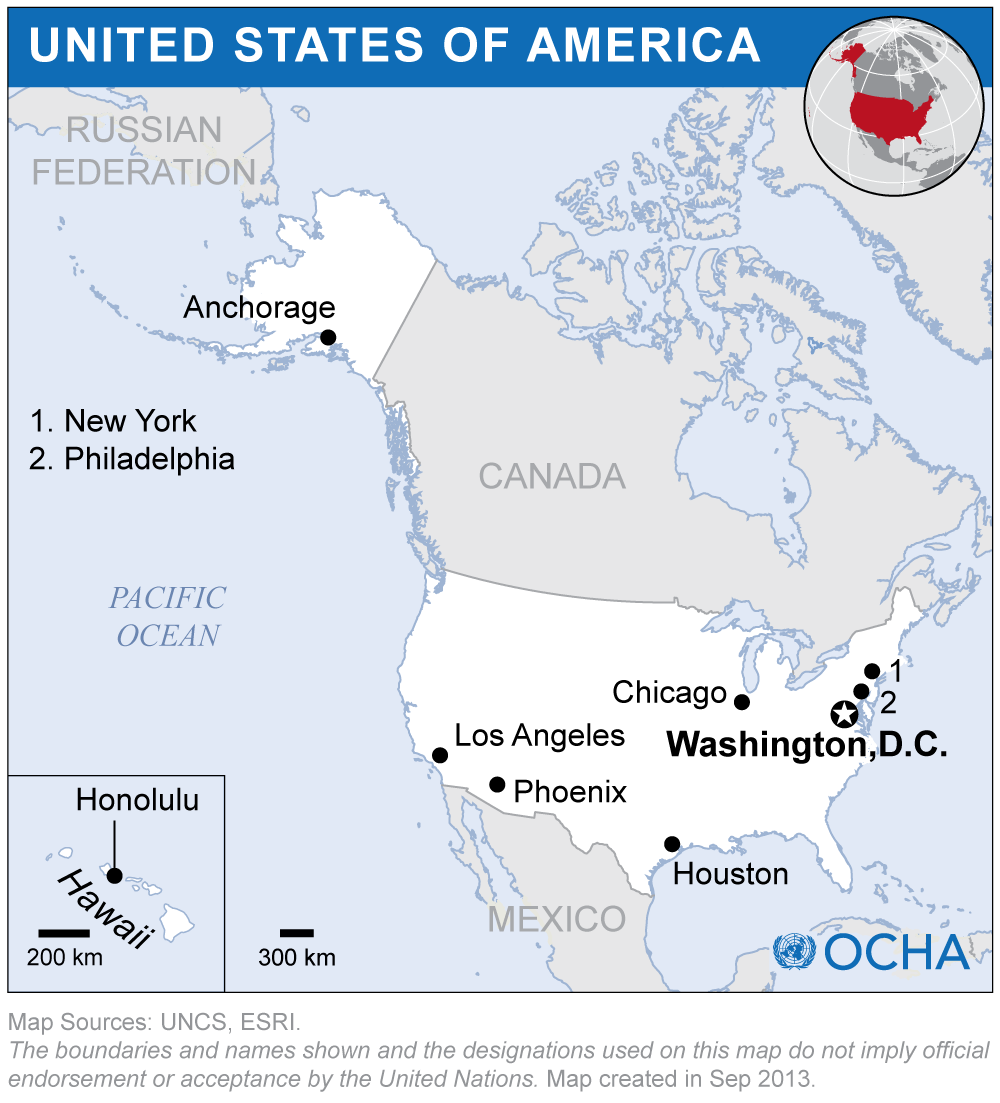 UNITED STATES OF AMERICA
RUSSIAN
FEDERATION
Anchorage
1. New York
2. Philadelphia
CANADA
PACIFIC
OCEAN
1
Chicago
2
Los Angeles
Washington,D.C.
Phoenix
Honolulu
Houston
Hawaii
MEXICO
200 km
300 km
OCHA
Map Sources: UNCS, ESRI.
The boundaries and names shown and the designations used on this map do not imply official
endorsement or acceptance by the United Nations. Map created in Sep 2013.